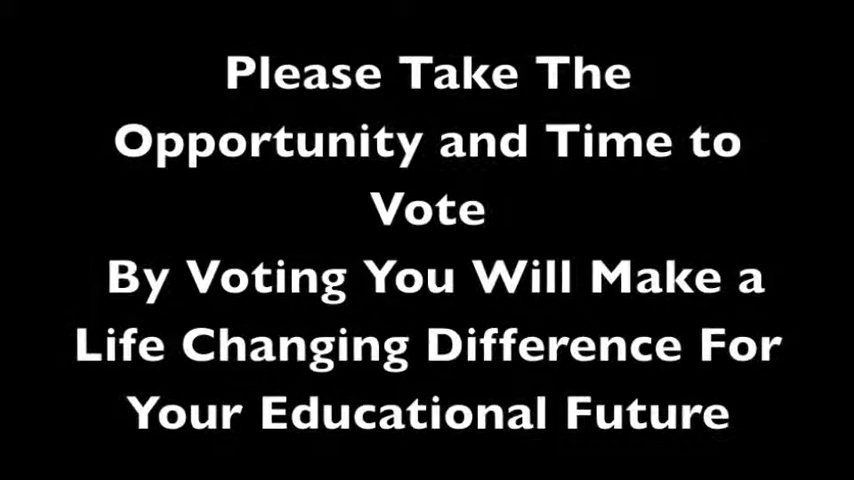 Please Take The
Opportunity and Time to
Vote
By Voting You Will Make a
Life Changing Difference For
Your Educational Future